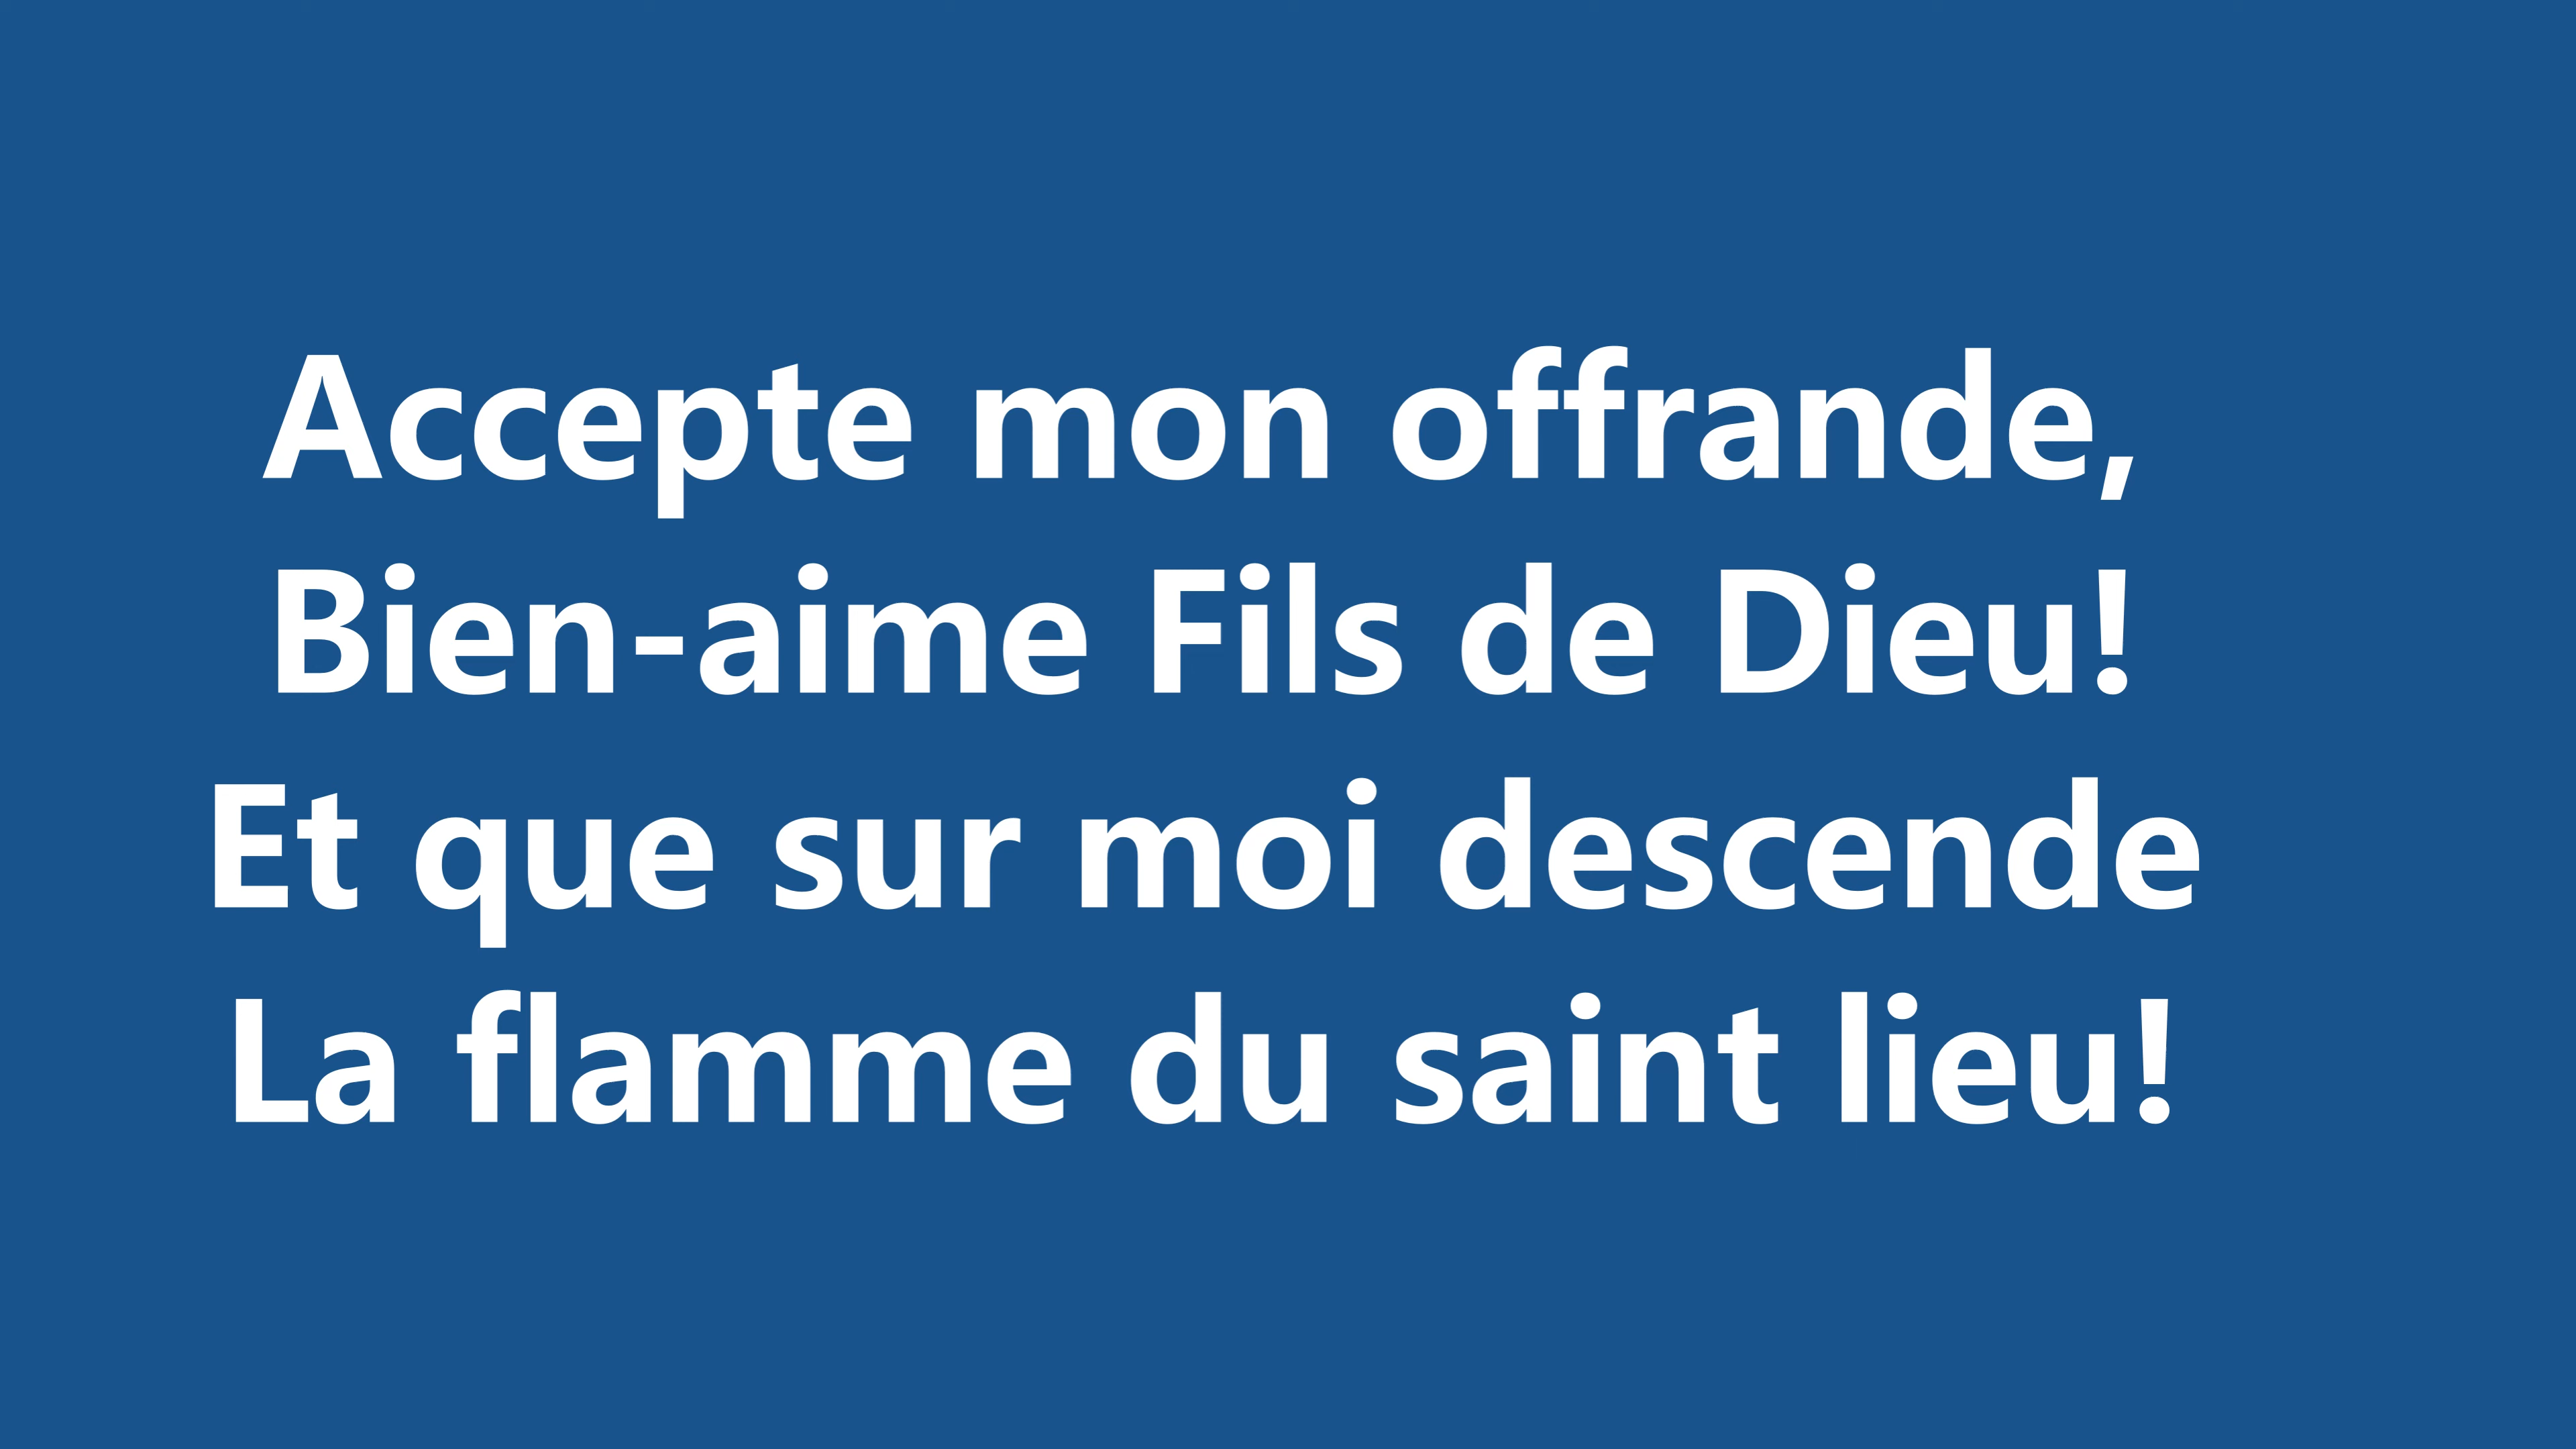 Accepte mon offrande,
Bien-aime Fils de Dieu!
Et que sur moi descende
La flamme du saint lieu!